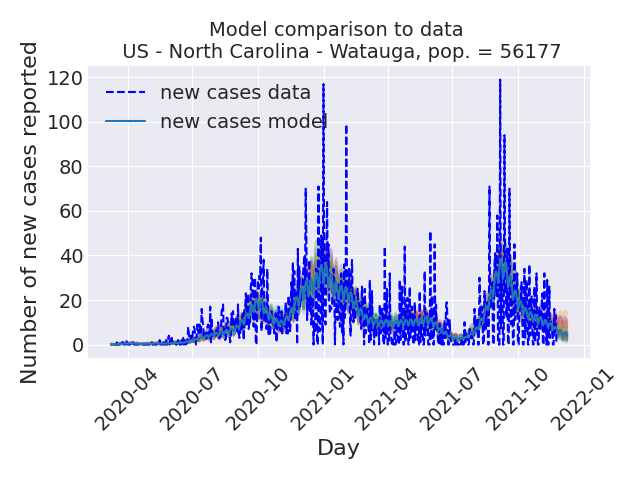 Model comparison to data
US - North Carolina - Watauga, pop. = 56177
Number of new cases reported
120
100
80
60
40
20
0
new cases data
new cases model
2020-04
2020-07
2020-10
2021-01
2021-04
2021-07
2021-10
2022-01
Day